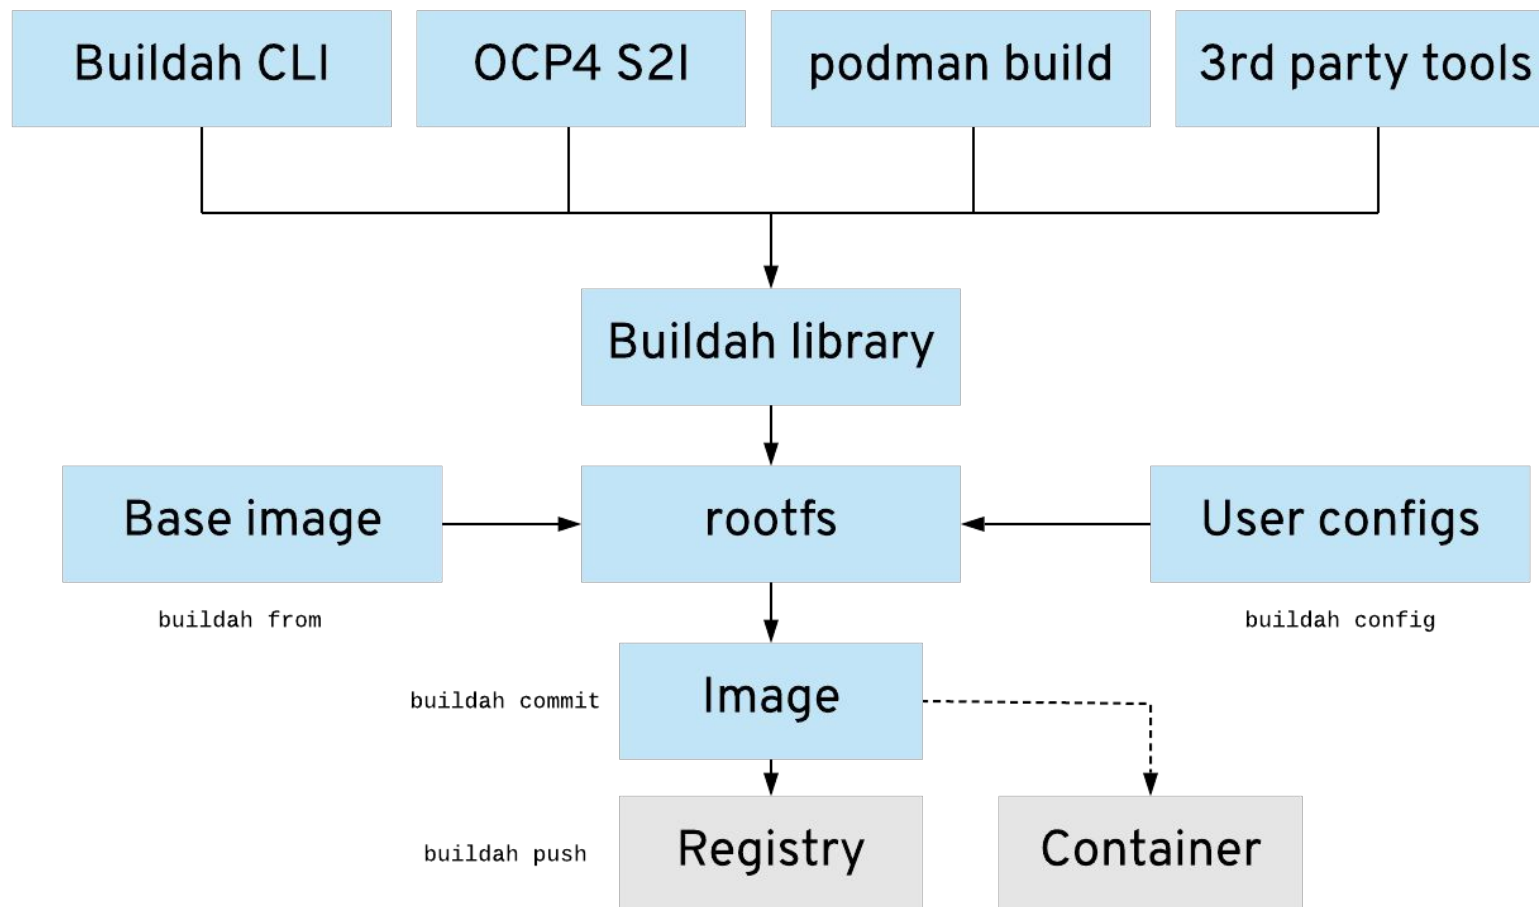 Buildah CLI
OCP4 S2I
podman build
3rd party tools
Buildah library
Base image
rootfs
User configs
buildah from
buildah config
buildah commit
Image
buildah push
Registry
Container